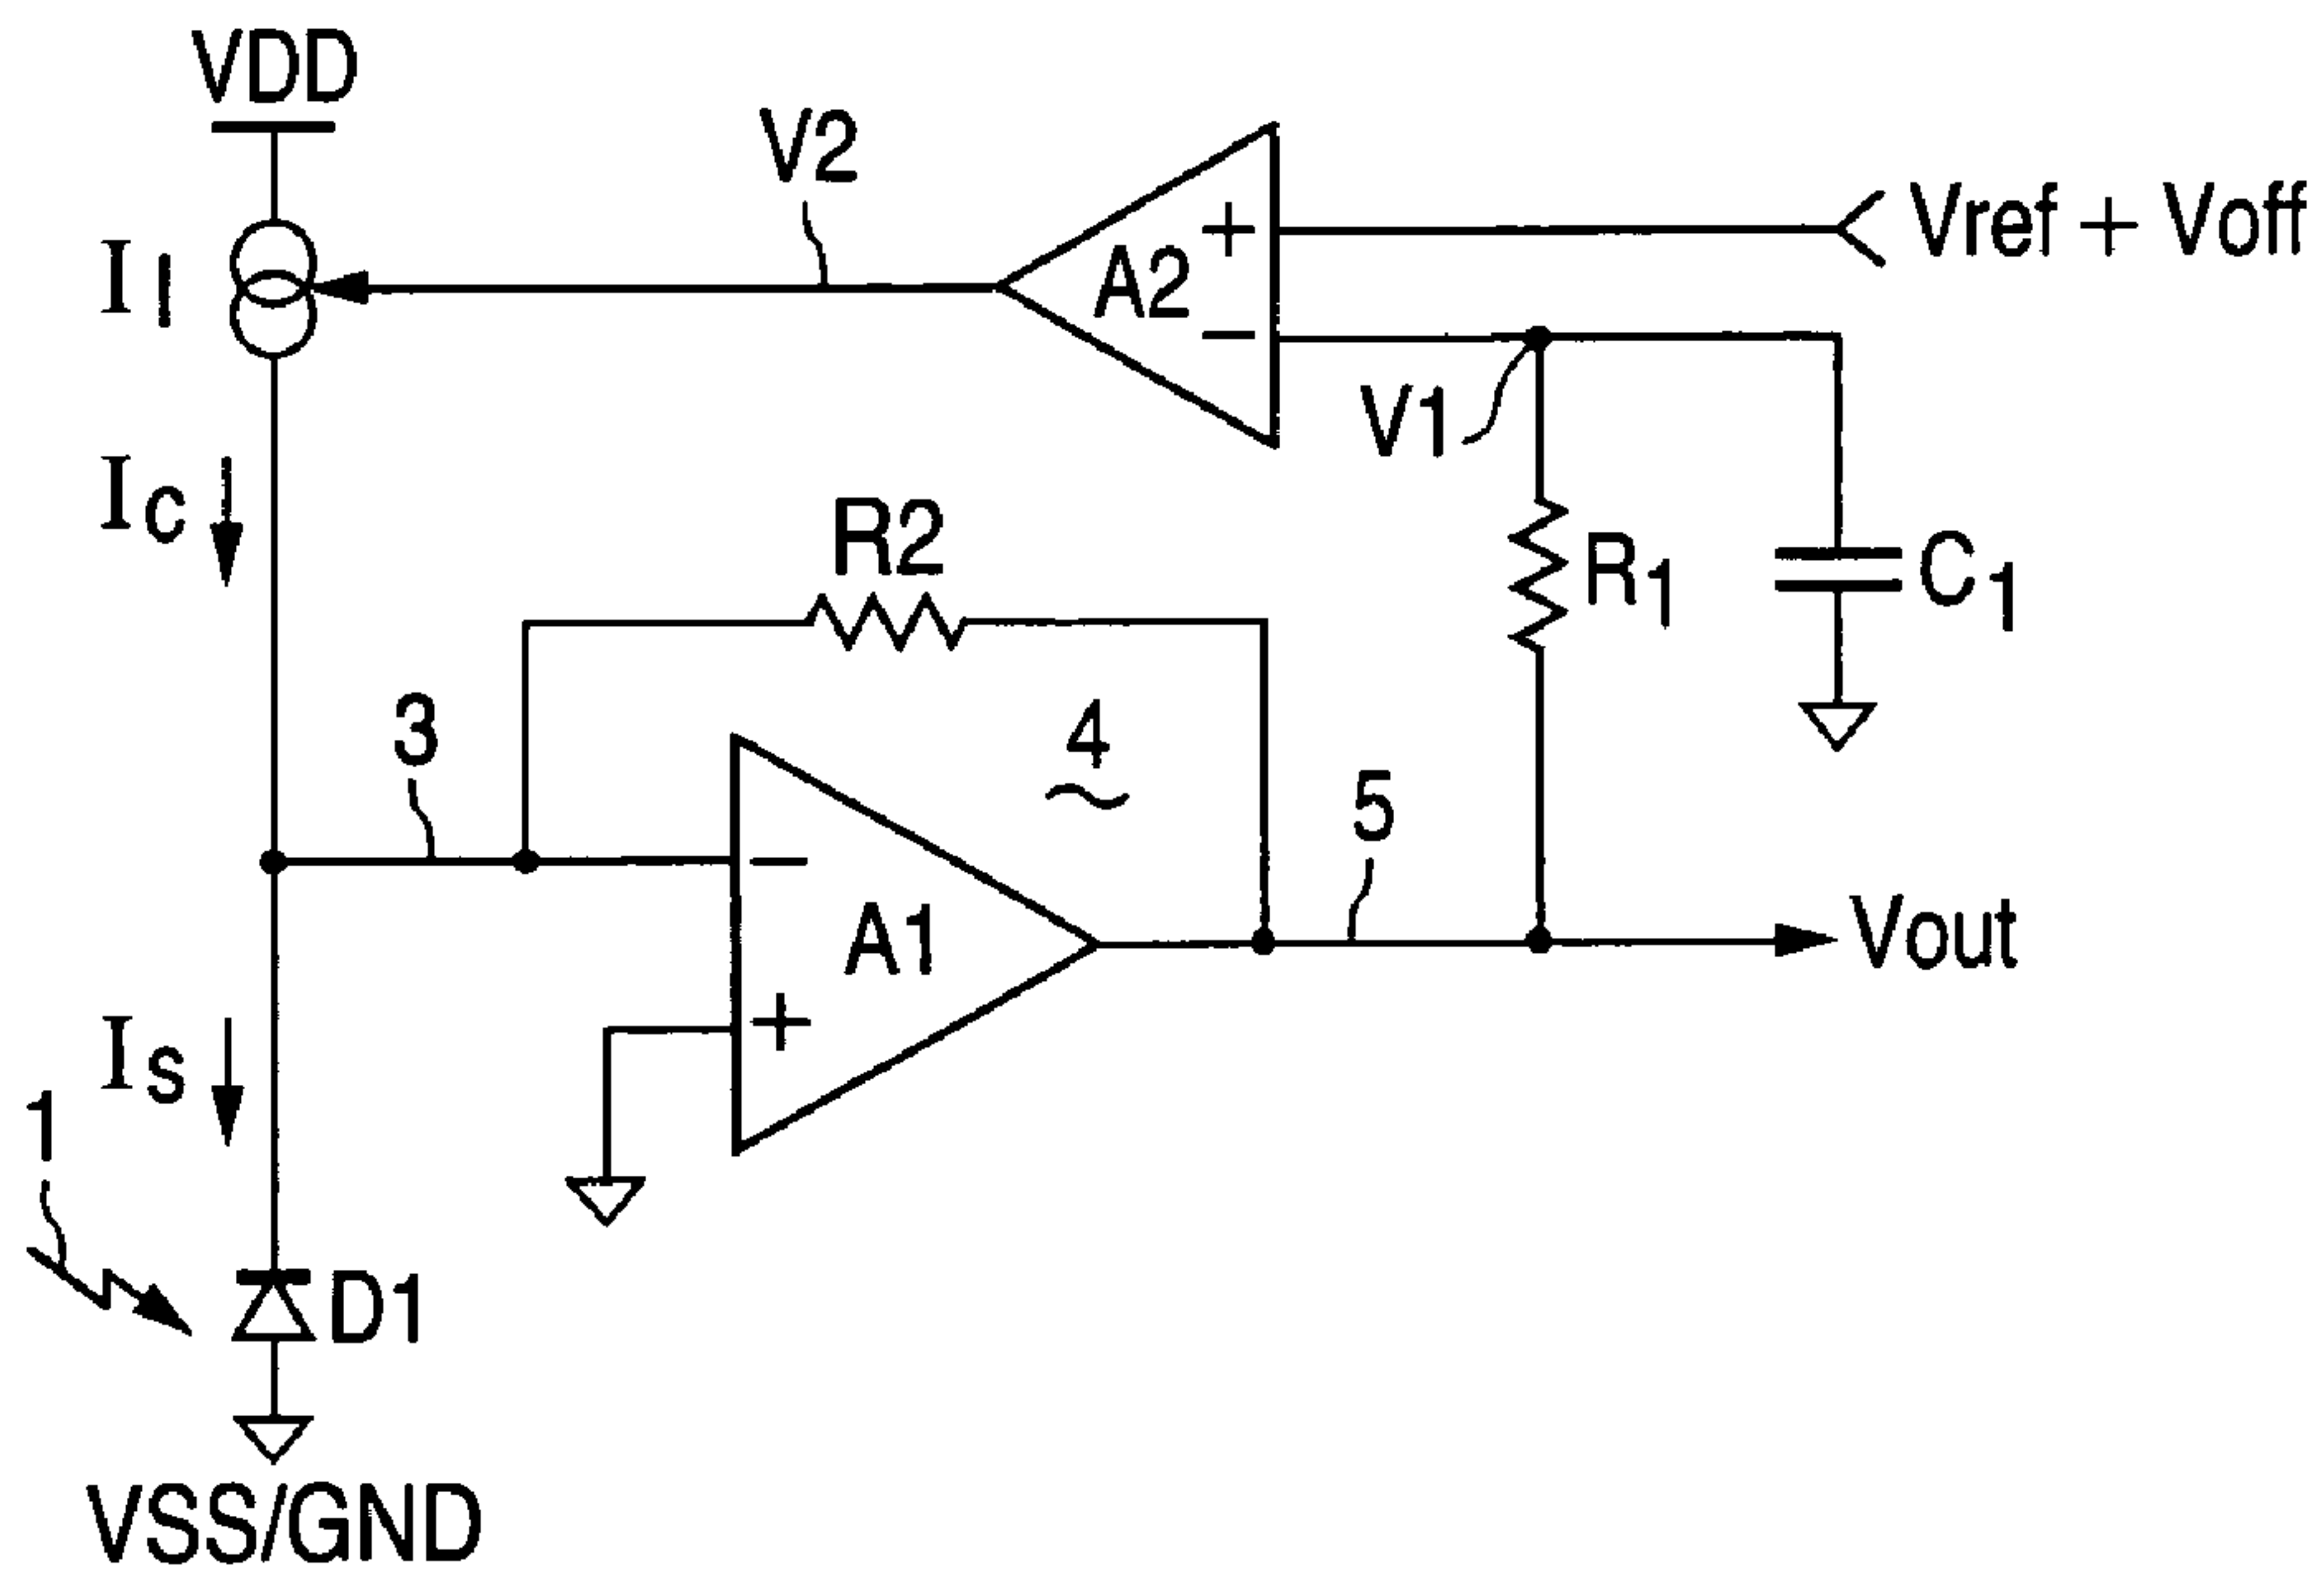 VDD
V2
Vref + Voff
I1
A2
+
−
V1
Ic
R2
R1
C1
3
4
5
−
A1
+
Vout
Is
1
D1
VSS/GND